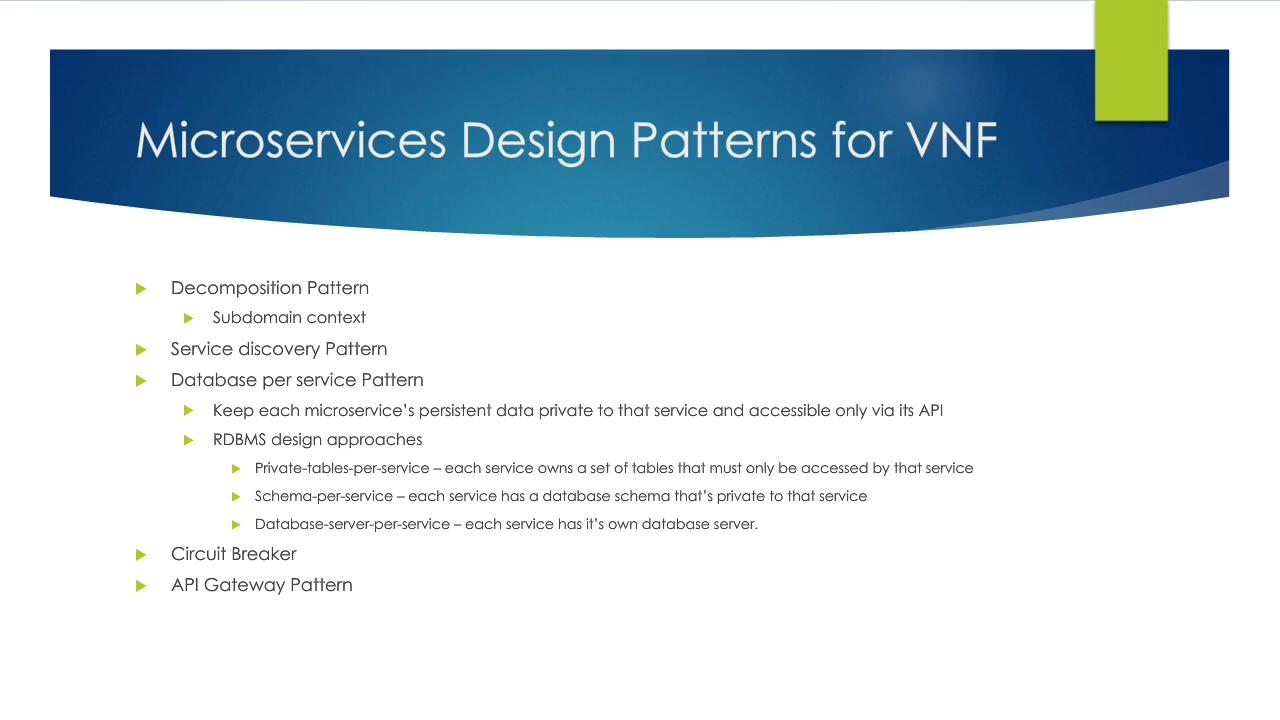 Microservices Design Patterns for VNF
Decomposition Pattern
Subdomain context
Service discovery Pattern
Database per service Pattern
Keep each microservice’s persistent data private to that service and accessible only via its API
RDBMS design approaches
Private-tables-per-service – each service owns a set of tables that must only be accessed by that service
Schema-per-service – each service has a database schema that’s private to that service
Database-server-per-service – each service has it’s own database server.
Circuit Breaker
API Gateway Pattern